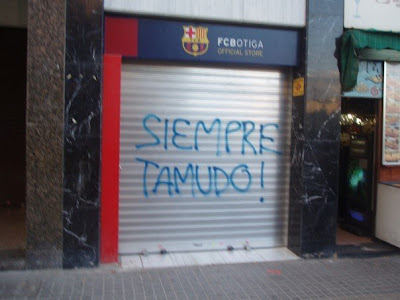 FCBOTIGA
OFFICIAL STORE
SIEMPRE
TAMUDO!